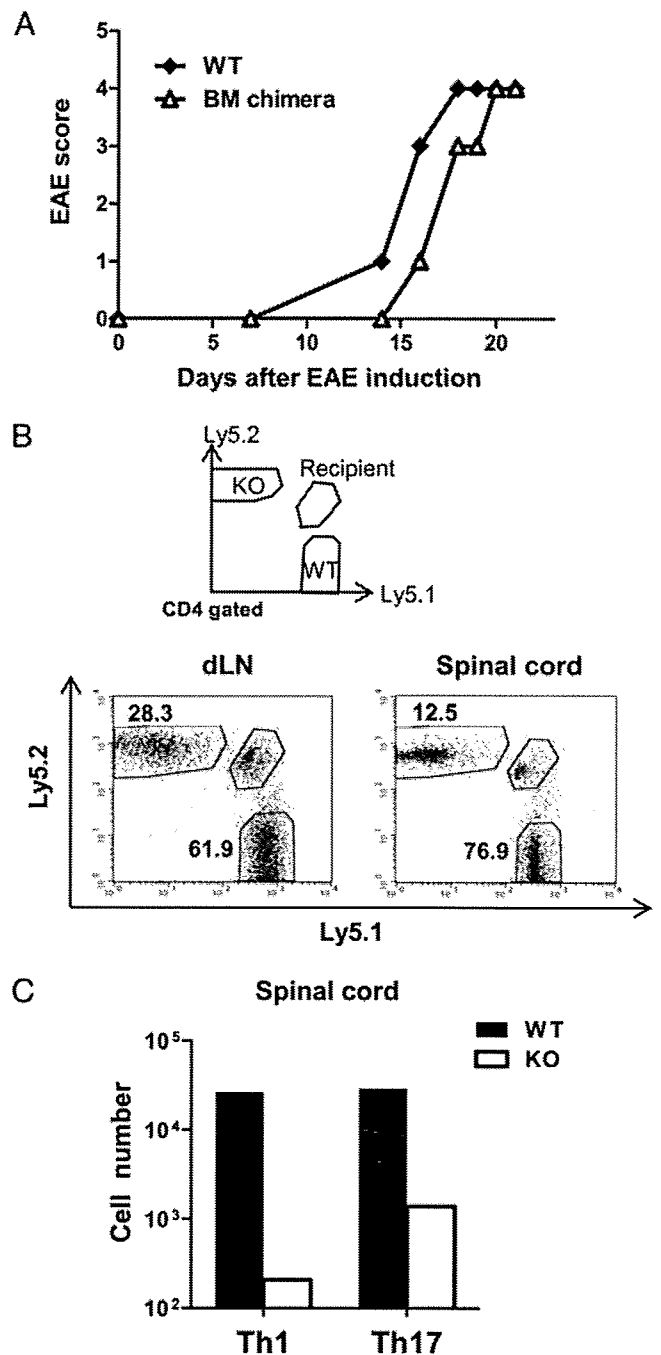 A
WT
BM chimera
EAE score
5
4
3
2
1
0
0 5 10 15 20
Days after EAE induction
B
Ly5.2
KO
Recipient
WT
Ly5.1
CD4 gated
dLN
Spinal cord
28.3
61.9
12.5
76.9
Ly5.2
Ly5.1
C
Spinal cord
WT
KO
Cell number
10^5
10^4
10^3
10^2
Th1 Th17